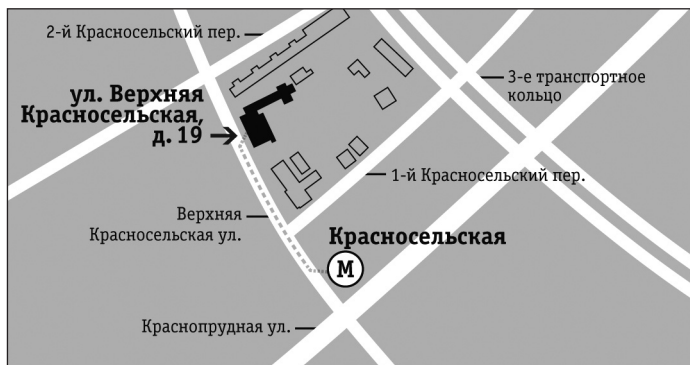 2-й Красносельский пер.
ул. Верхняя
Красносельская,
д. 19
3-е транспортное
кольцо
1-й Красносельский пер.
Верхняя
Красносельская ул.
Красносельская
М
Краснопрудная ул.